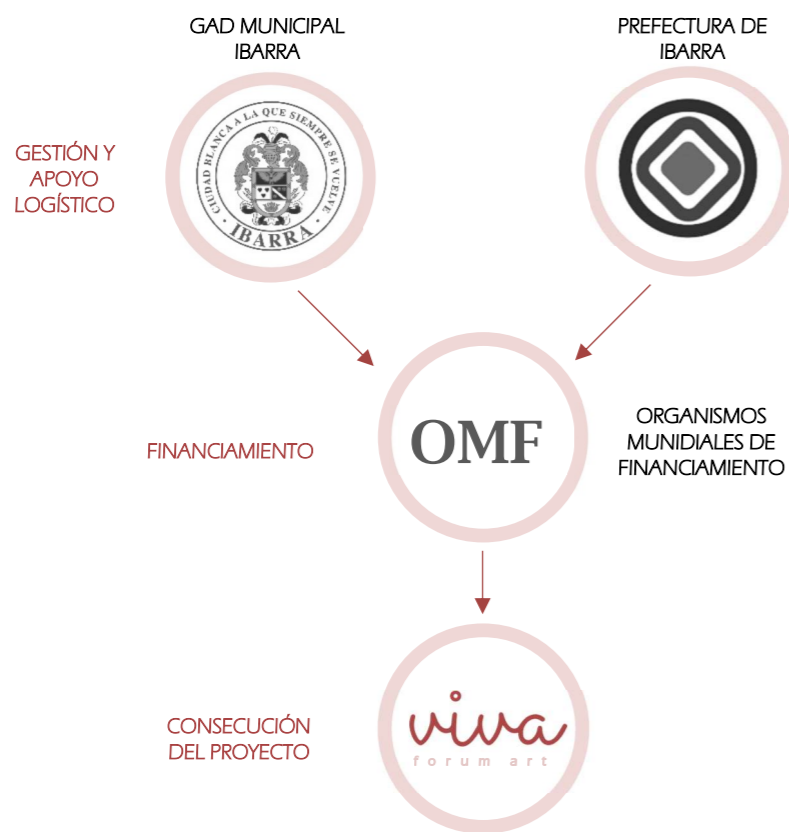 GAD MUNICIPAL
IBARRA
PREFECTURA DE
IBARRA
GESTIÓN Y
APOYO
LOGÍSTICO
CIUDAD BLANCA A LA QUE SIEMPRE SE VUELVE
· IBARRA ·
FINANCIAMIENTO
OMF
ORGANISMOS
MUNIDIALES DE
FINANCIAMIENTO
CONSECUCIÓN
DEL PROYECTO
viva
forum art